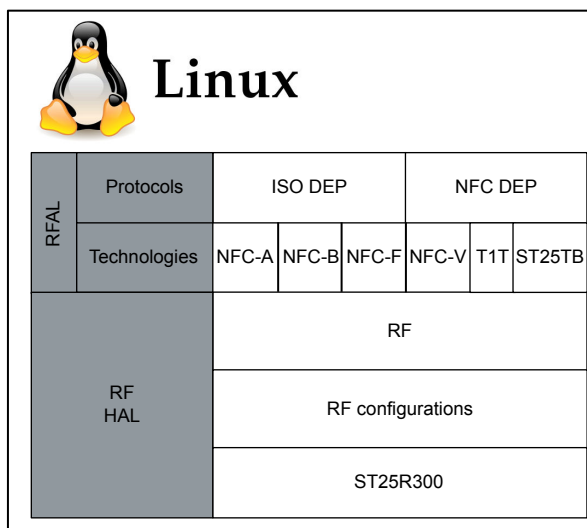 Linux
RFAL
Protocols
ISO DEP
NFC DEP
Technologies
NFC-A
NFC-B
NFC-F
NFC-V
T1T
ST25TB
RF
HAL
RF
RF configurations
ST25R300